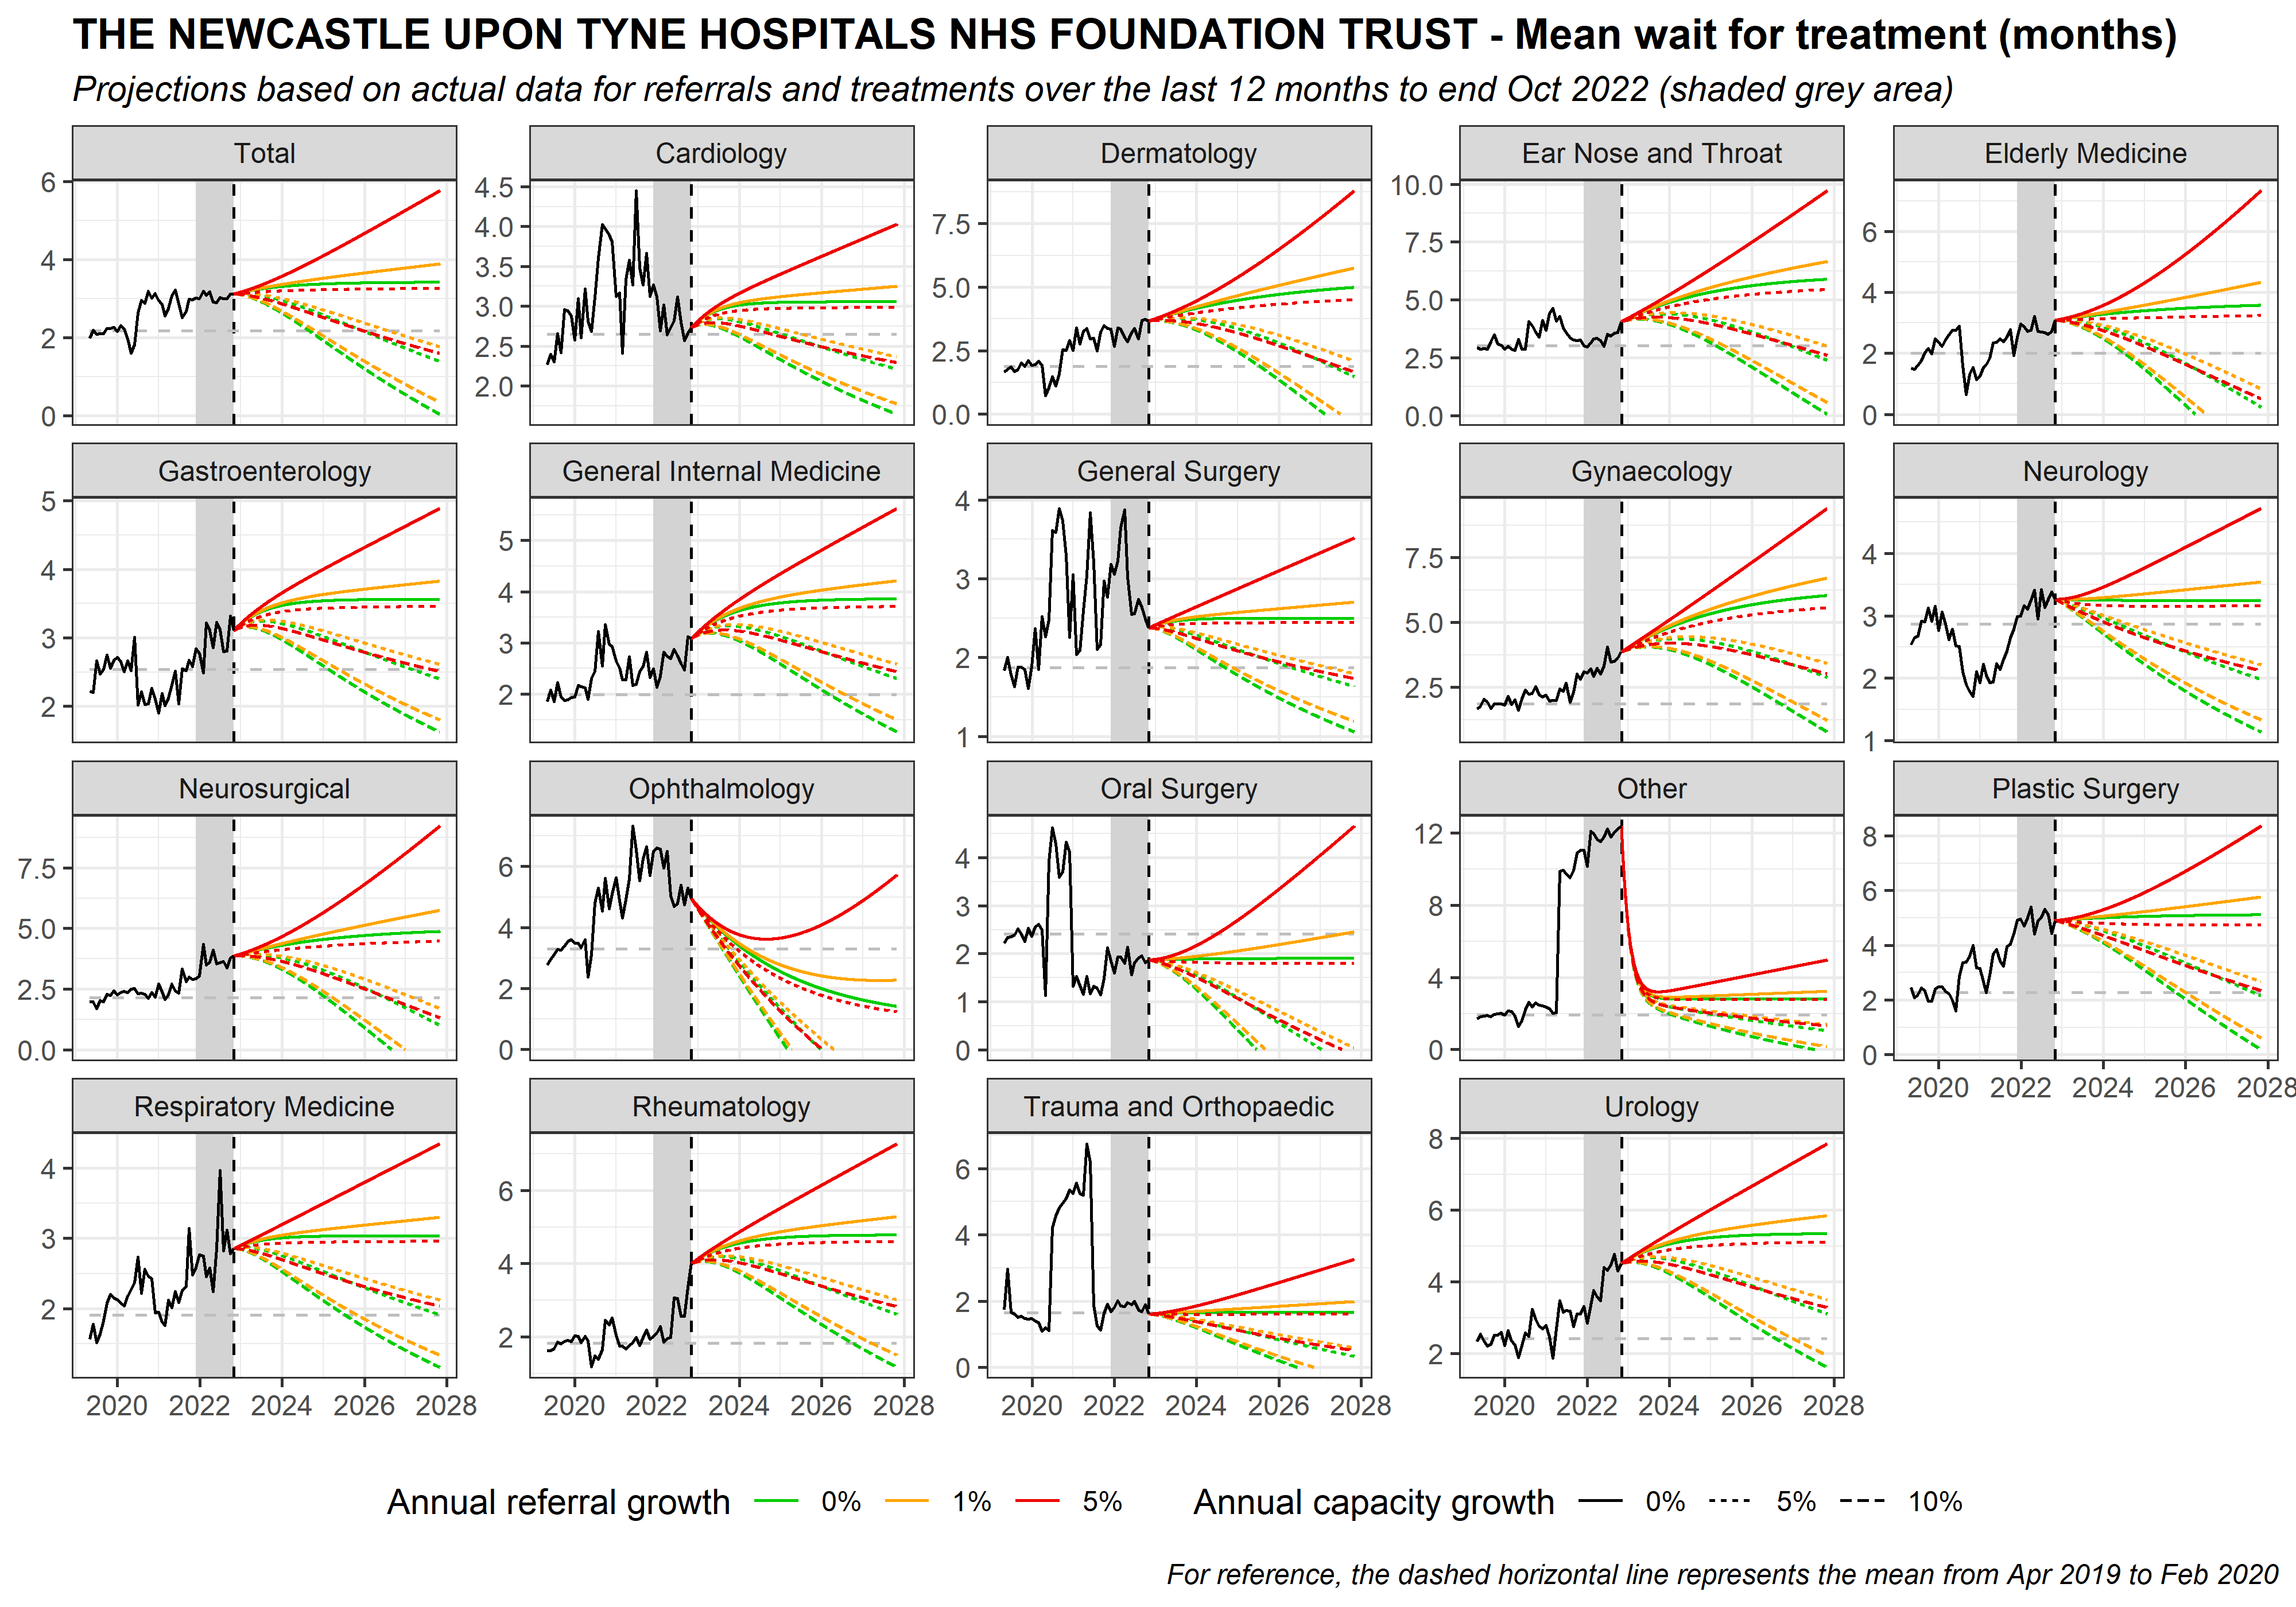 THE NEWCASTLE UPON TYNE HOSPITALS NHS FOUNDATION TRUST - Mean wait for treatment (months)
Projections based on actual data for referrals and treatments over the last 12 months to end Oct 2022 (shaded grey area)
Total Cardiology Dermatology Ear Nose and Throat Elderly Medicine
6 4 2 0
4.5 4.0 3.5 3.0 2.5 2.0
7.5 5.0 2.5 0.0
10.0 7.5 5.0 2.5 0.0
6 4 2 0
Gastroenterology General Internal Medicine General Surgery Gynaecology Neurology
5 4 3 2
5 4 3 2
4 3 2 1
7.5 5.0 2.5
4 3 2 1
Neurosurgical Ophthalmology Oral Surgery Other Plastic Surgery
7.5 5.0 2.5 0.0
6 4 2 0
4 3 2 1 0
12 8 4 0
8 6 4 2 0
2020 2022 2024 2026 2028
Respiratory Medicine Rheumatology Trauma and Orthopaedic Urology
4 3 2
6 4 2
6 4 2 0
8 6 4 2
2020 2022 2024 2026 2028 2020 2022 2024 2026 2028 2020 2022 2024 2026 2028 2020 2022 2024 2026 2028
Annual referral growth 0% 1% 5% Annual capacity growth 0% 5% 10%
For reference, the dashed horizontal line represents the mean from Apr 2019 to Feb 2020